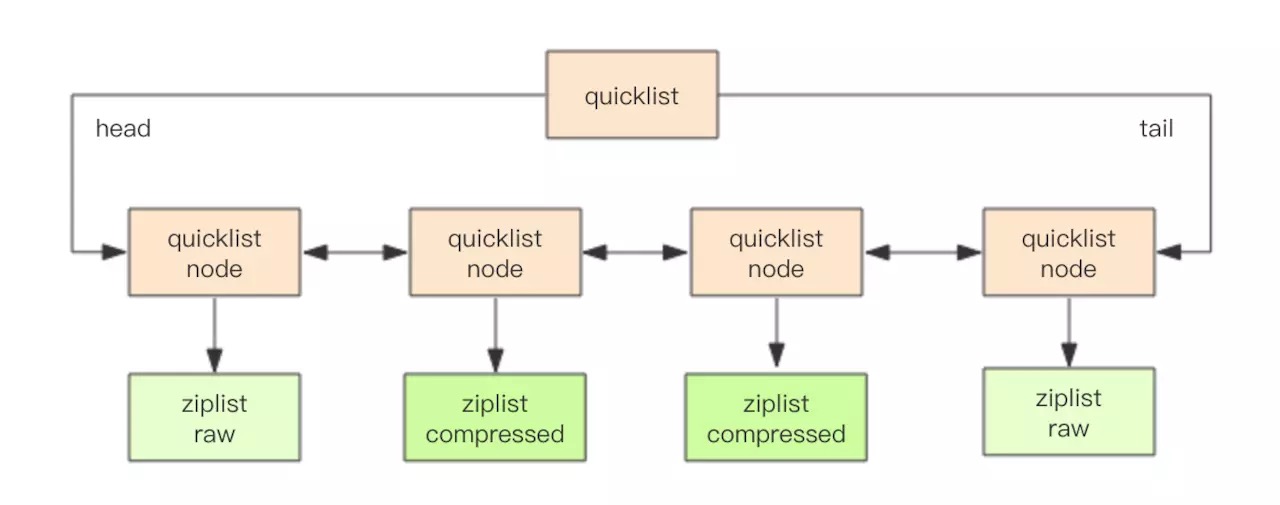 quicklist
head
tail
quicklist
node
quicklist
node
quicklist
node
quicklist
node
ziplist
raw
ziplist
compressed
ziplist
compressed
ziplist
raw